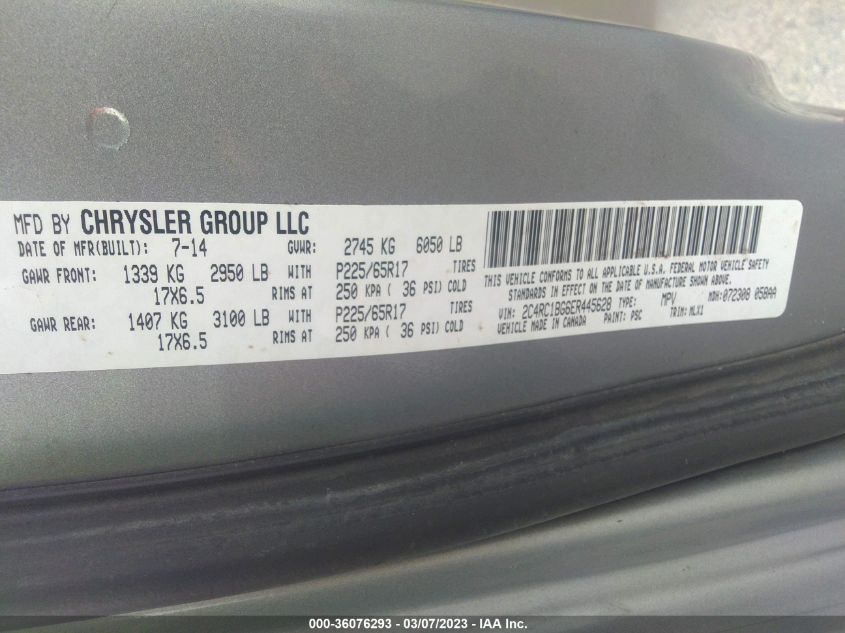 MFD BY CHRYSLER GROUP LLC
DATE OF MFR(BUILT): 7-14 GVWR: 2745 KG 6050 LB
GAWR FRONT: 1339 KG 2950 LB WITH P225/65R17 TIRES
17X6.5 RIMS AT 250 KPA ( 36 PSI) COLD
GAWR REAR: 1407 KG 3100 LB WITH P225/65R17 TIRES
17X6.5 RIMS AT 250 KPA ( 36 PSI) COLD
THIS VEHICLE CONFORMS TO ALL APPLICABLE U.S.A. FEDERAL MOTOR VEHICLE SAFETY
STANDARDS IN EFFECT ON THE DATE OF MANUFACTURE SHOWN ABOVE.
VIN: 2C4RC1BG6ER445628 TYPE: MPV MDH: 072308 058AA
VEHICLE MADE IN CANADA PAINT: PSC TRIM: MLX1
000-36076293 - 03/07/2023 - IAA Inc.